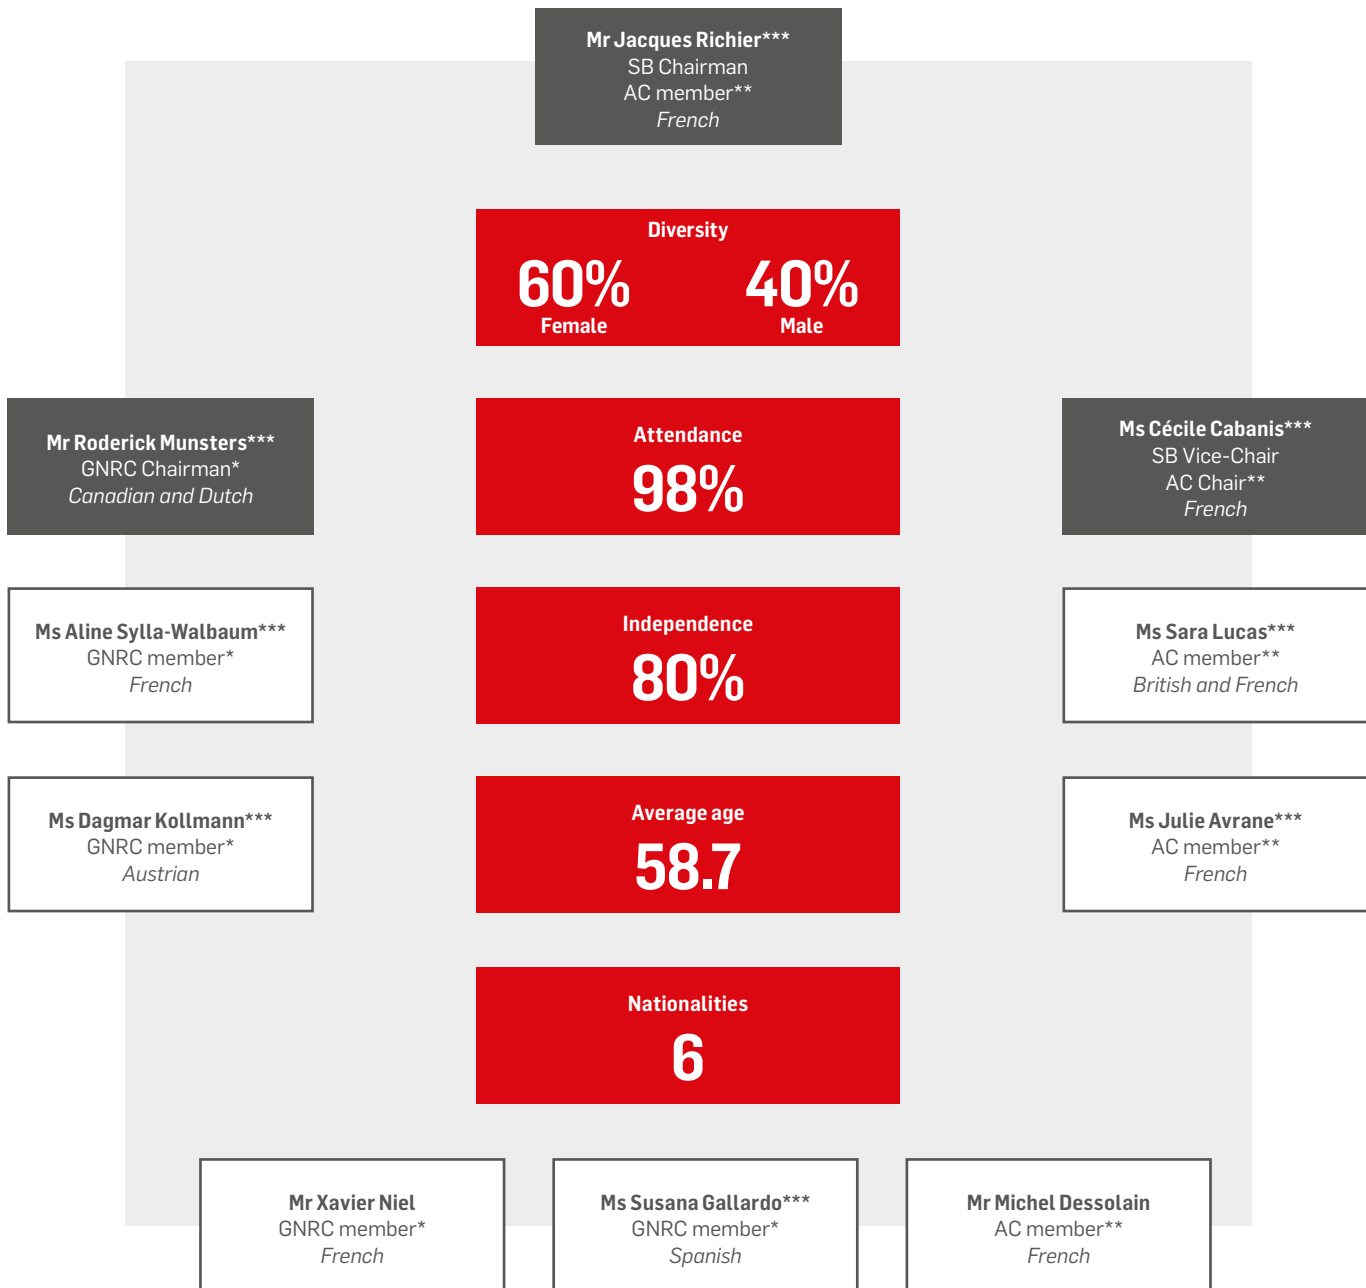 Mr Jacques Richier***
SB Chairman
AC member**
French
Diversity
60% 40%
Female Male
Mr Roderick Munsters***
GNRC Chairman*
Canadian and Dutch
Attendance
98%
Ms Cécile Cabanis***
SB Vice-Chair
AC Chair**
French
Ms Aline Sylla-Walbaum***
GNRC member*
French
Independence
80%
Ms Sara Lucas***
AC member**
British and French
Ms Dagmar Kollmann***
GNRC member*
Austrian
Average age
58.7
Ms Julie Avrane***
AC member**
French
Nationalities
6
Mr Xavier Niel
GNRC member*
French
Ms Susana Gallardo***
GNRC member*
Spanish
Mr Michel Dessolain
AC member**
French